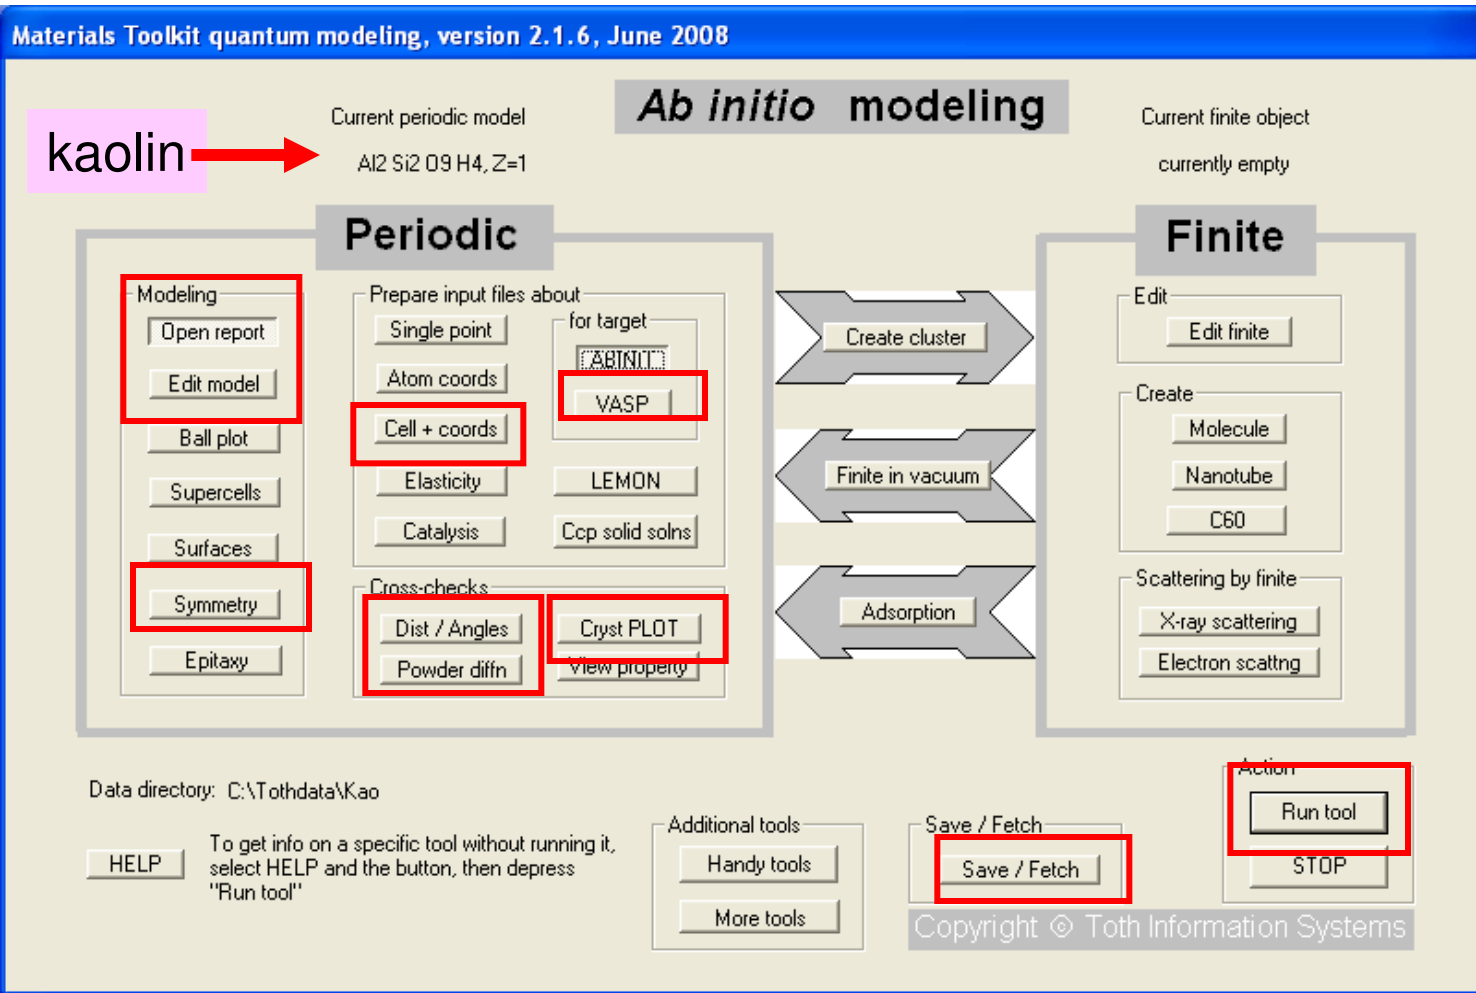 Materials Toolkit quantum modeling, version 2.1.6, June 2008
Ab initio modeling
kaolin
Current periodic model
Al2 Si2 O9 H4, Z=1
Current finite object
currently empty
Periodic
Modeling
Open report
Edit model
Ball plot
Supercells
Surfaces
Symmetry
Epitaxy
Prepare input files about
Single point
Atom coords
Cell + coords
Elasticity
Catalysis
for target
ABINIT
VASP
LEMON
Ccp solid solns
Cross-checks
Dist / Angles
Powder diffn
Cryst PLOT
View property
Create cluster
Finite in vacuum
Adsorption
Finite
Edit
Edit finite
Create
Molecule
Nanotube
C60
Scattering by finite
X-ray scattering
Electron scattng
Data directory: C:\Tothdata\Kao
HELP
To get info on a specific tool without running it,
select HELP and the button, then depress
"Run tool"
Additional tools
Handy tools
More tools
Save / Fetch
Save / Fetch
Action
Run tool
STOP
Copyright © Toth Information Systems